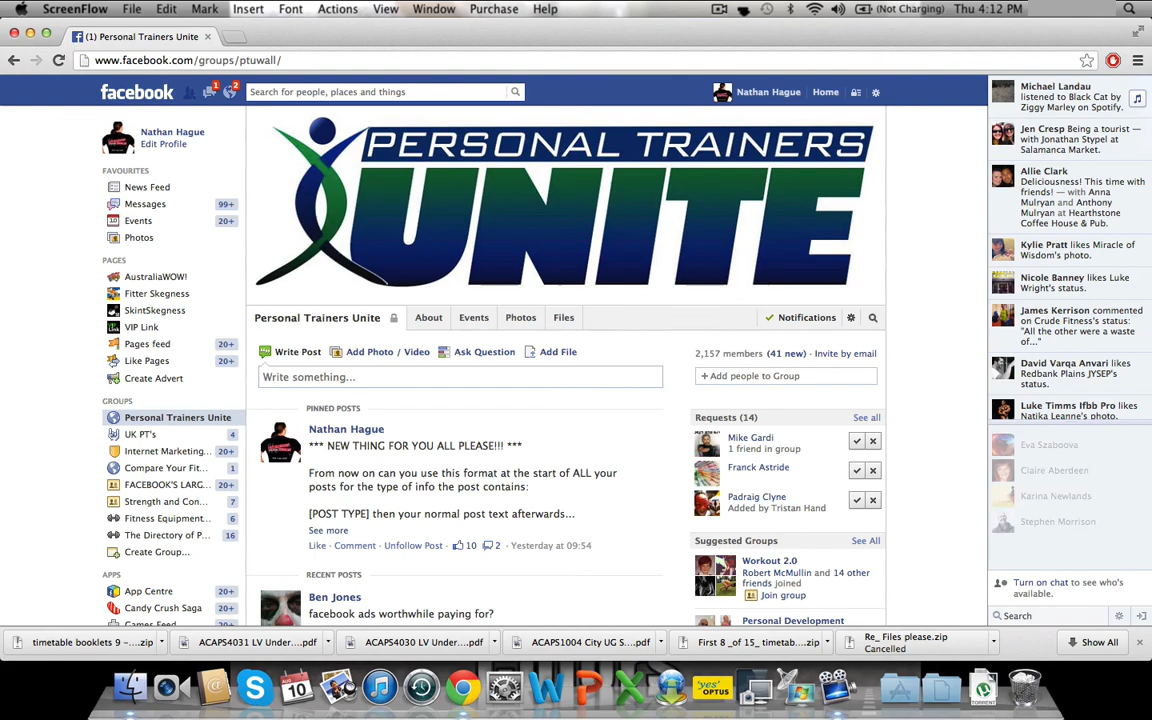 ScreenFlow File Edit Mark Insert Font Actions View Window Purchase Help (Not Charging) Thu 4:12 PM
(1) Personal Trainers Unite
www.facebook.com/groups/ptuwall/
facebook 1 2 Search for people, places and things Nathan Hague Home
Nathan Hague
Edit Profile
FAVOURITES
News Feed
Messages 99+
Events 20+
Photos
PAGES
AustraliaWOW!
Fitter Skegness
SkintSkegness
VIP Link
Pages feed 20+
Like Pages 20+
Create Advert
GROUPS
Personal Trainers Unite
UK PT's 4
Internet Marketing... 20+
Compare Your Fit... 1
FACEBOOK'S LARG... 20+
Strength and Con... 7
Fitness Equipment... 6
The Directory of P... 16
Create Group...
APPS
App Centre 20+
Candy Crush Saga 20+
Games Feed 20+
PERSONAL TRAINERS
UNITE
Personal Trainers Unite About Events Photos Files Notifications
Write Post Add Photo / Video Ask Question Add File
Write something...
2,157 members (41 new) · Invite by email
+ Add people to Group
PINNED POSTS
Nathan Hague
*** NEW THING FOR YOU ALL PLEASE!!! ***
From now on can you use this format at the start of ALL your
posts for the type of info the post contains:
[POST TYPE] then your normal post text afterwards...
See more
Like · Comment · Unfollow Post · 10 2 · Yesterday at 09:54
RECENT POSTS
Ben Jones
facebook ads worthwhile paying for?
Requests (14) See all
Mike Gardi
1 friend in group
Franck Astride
Padraig Clyne
Added by Tristan Hand
Suggested Groups See All
Workout 2.0
Robert McMullin and 14 other
friends joined
Join group
Personal Development
Michael Landau
listened to Black Cat by
Ziggy Marley on Spotify.
Jen Cresp Being a tourist —
with Jonathan Stypel at
Salamanca Market.
Allie Clark
Deliciousness! This time with
friends! — with Anna
Mulryan and Anthony
Mulryan at Hearthstone
Coffee House & Pub.
Kylie Pratt likes Miracle of
Wisdom's photo.
Nicole Banney likes Luke
Wright's status.
James Kerrison commented
on Crude Fitness's status:
"All the other were a waste
of..."
David Varqa Anvari likes
Redbank Plains JYSEP's
status.
Luke Timms Ifbb Pro likes
Natika Leanne's photo.
Eva Szaboova
Claire Aberdeen
Karina Newlands
Stephen Morrison
Turn on chat to see who's
available.
Search
timetable booklets 9 -....zip ACAPS4031 LV Under....pdf ACAPS4030 LV Under....pdf ACAPS1004 City UG S....pdf First 8 _of 15_ timetab....zip Re_ Files please.zip
Cancelled
Show All
AUG
10
'yes'
OPTUS
TORRENT